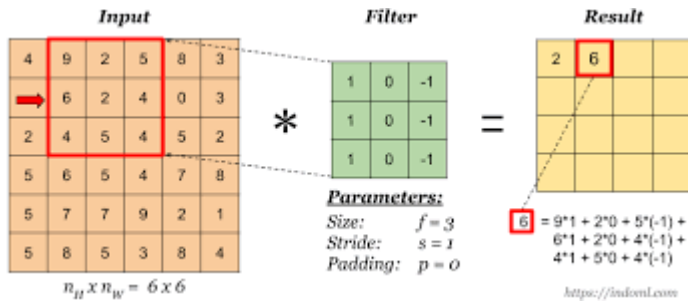 Input
Filter
Result
4 9 2 5 8 3
6 2 4 0 3
2 4 5 4 5 2
5 6 5 4 7 8
5 7 7 9 2 1
5 8 5 3 8 4
n_H x n_W = 6 x 6
*
1 0 -1
1 0 -1
1 0 -1
Parameters:
Size: f = 3
Stride: s = 1
Padding: p = 0
=
2 6
6 = 9*1 + 2*0 + 5*(-1) +
6*1 + 2*0 + 4*(-1) +
4*1 + 5*0 + 4*(-1)
https://indoml.com